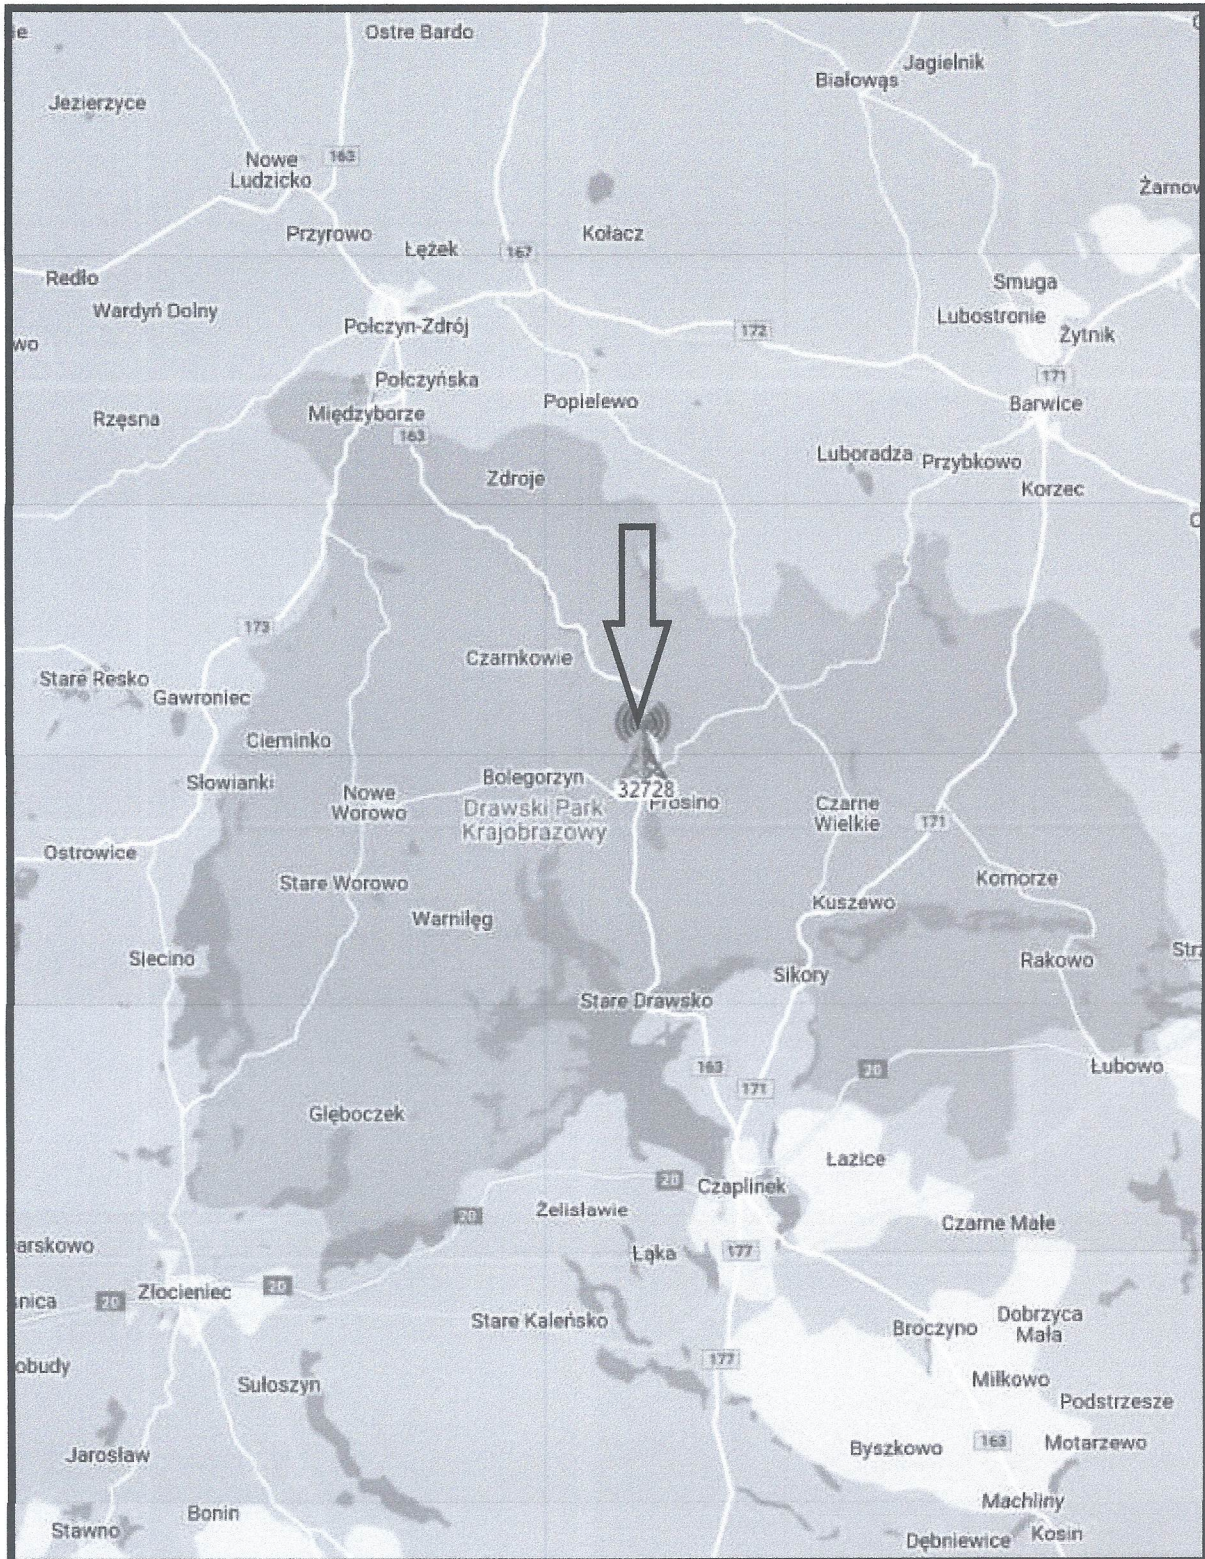 Ostre Bardo
Jagielnik
Białowąs
Jezierzyce
163
Nowe
Ludzicko
Przyrowo
Kołacz
Łężek
167
Redło
Smuga
Wardyń Dolny
Lubostronie
Połczyn-Zdrój
172
Żytnik
wo
171
Połczyńska
Popielewo
Barwice
Międzyborze
Rzęsna
163
Luboradza
Przybkowo
Zdroje
Korzec
173
Czarnkowie
Stare Resko
Gawroniec
Cieminko
Bolegorzyn
Słowianki
32728
Nowe
Worowo
Prosino
Drawski Park
Krajobrazowy
Czarne
Wielkie
171
Ostrowice
Stare Worowo
Komorze
Kuszewo
Warnilęg
Siecino
Rakowo
Sikory
Stare Drawsko
163
20
Łubowo
171
Głęboczek
Łazice
20
Czaplinek
20
Żelisławie
Czarne Małe
arskowo
Łąka
177
Złocieniec
20
nica
20
Stare Kaleńsko
Dobrzyca
Mała
Broczyno
obudy
177
Sułoszyn
Miłkowo
Podstrzesze
Jarosław
Byszkowo
163
Motarzewo
Machliny
Bonin
Stawno
Dębniewice
Kosin